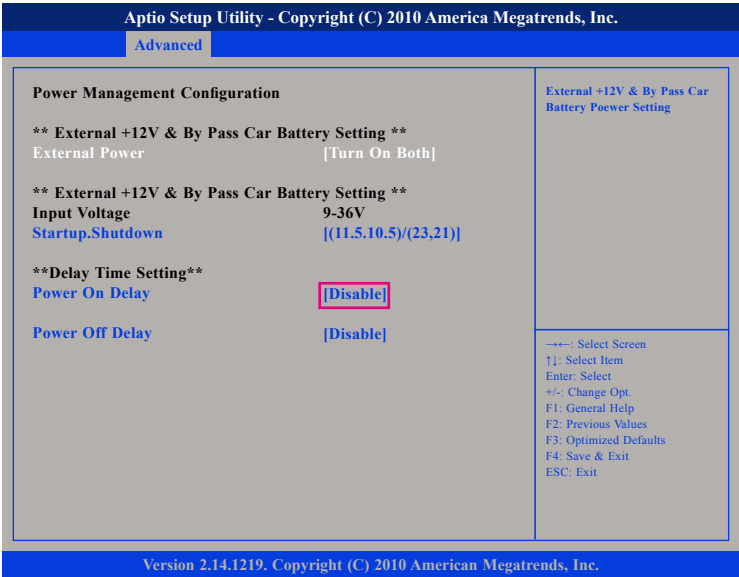 Aptio Setup Utility - Copyright (C) 2010 America Megatrends, Inc.
Advanced
Power Management Configuration
** External +12V & By Pass Car Battery Setting **
External Power [Turn On Both]
** External +12V & By Pass Car Battery Setting **
Input Voltage 9-36V
Startup.Shutdown [(11.5.10.5)/(23,21)]
**Delay Time Setting**
Power On Delay [Disable]
Power Off Delay [Disable]
External +12V & By Pass Car
Battery Poewer Setting
→←: Select Screen
↑↓: Select Item
Enter: Select
+/-: Change Opt.
F1: General Help
F2: Previous Values
F3: Optimized Defaults
F4: Save & Exit
ESC: Exit
Version 2.14.1219. Copyright (C) 2010 American Megatrends, Inc.